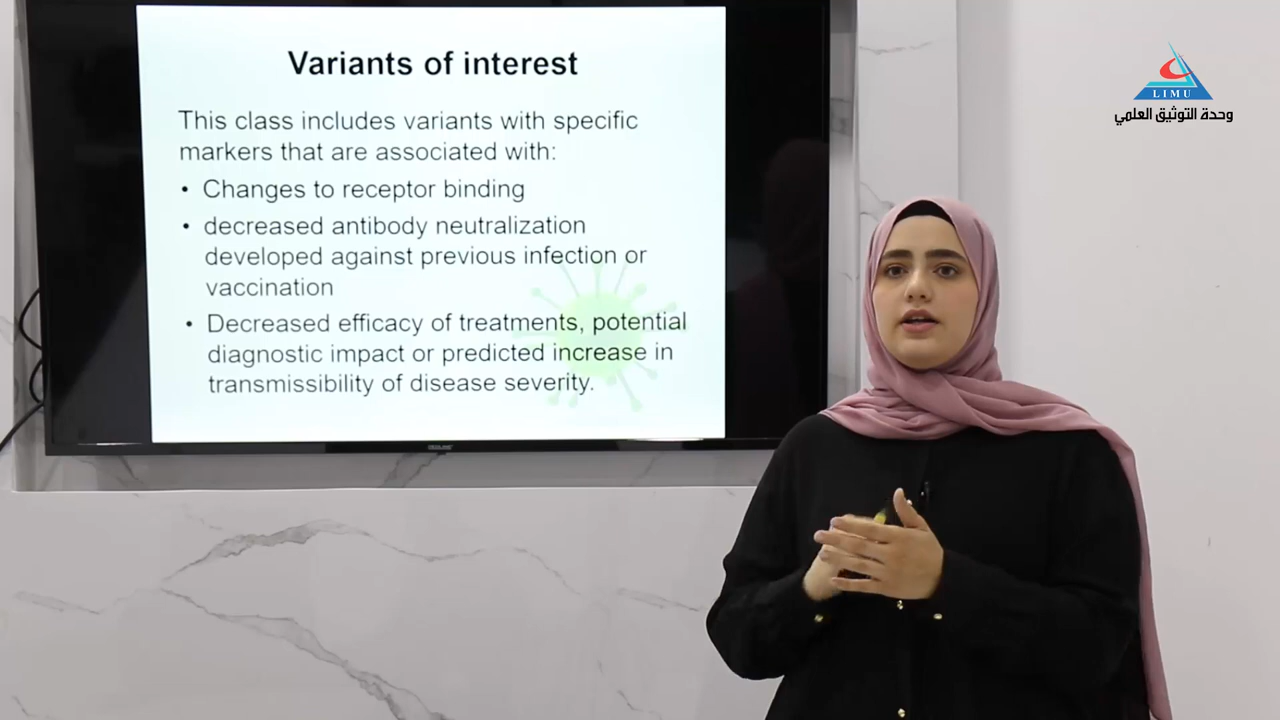 Variants of interest
This class includes variants with specific
markers that are associated with:
• Changes to receptor binding
• decreased antibody neutralization
developed against previous infection or
vaccination
• Decreased efficacy of treatments, potential
diagnostic impact or predicted increase in
transmissibility of disease severity.
LIMU
وحدة التوثيق العلمي